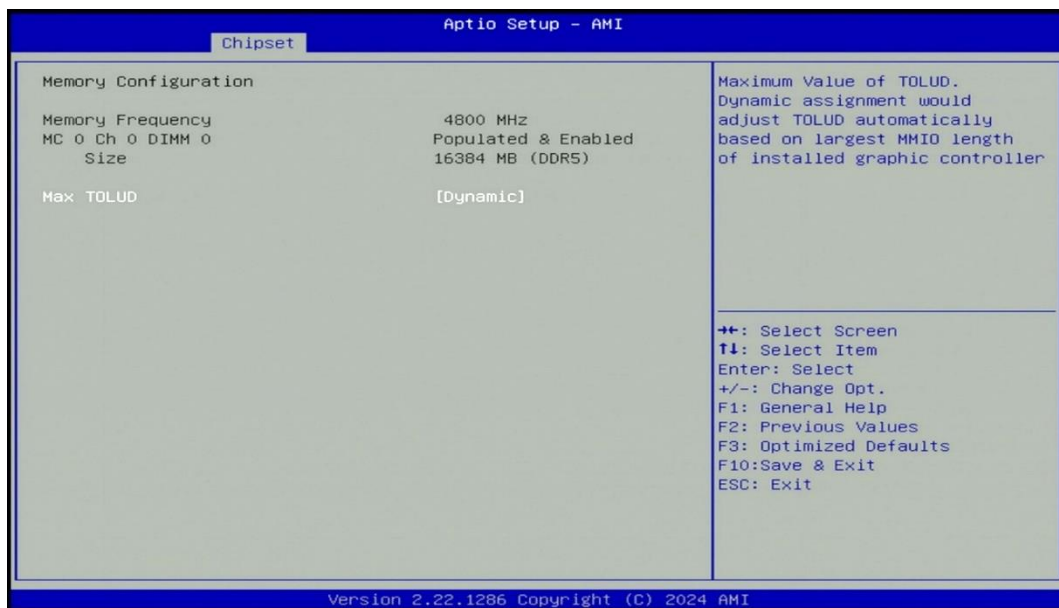 Aptio Setup – AMI
Chipset
Memory Configuration
Memory Frequency 4800 MHz
MC 0 Ch 0 DIMM 0 Populated & Enabled
Size 16384 MB (DDR5)
Max TOLUD [Dynamic]
Maximum Value of TOLUD.
Dynamic assignment would
adjust TOLUD automatically
based on largest MMIO length
of installed graphic controller
→←: Select Screen
↑↓: Select Item
Enter: Select
+/-: Change Opt.
F1: General Help
F2: Previous Values
F3: Optimized Defaults
F10:Save & Exit
ESC: Exit
Version 2.22.1286 Copyright (C) 2024 AMI